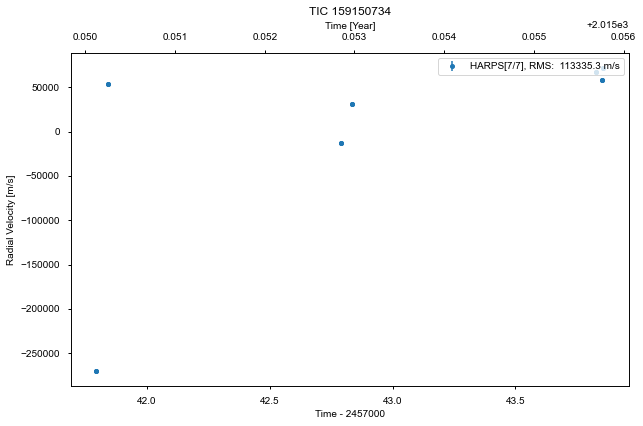 TIC 159150734
Time [Year]
+2.015e3
0.050 0.051 0.052 0.053 0.054 0.055 0.056
HARPS[7/7], RMS: 113335.3 m/s
50000
0
−50000
−100000
−150000
−200000
−250000
Radial Velocity [m/s]
42.0 42.5 43.0 43.5
Time - 2457000